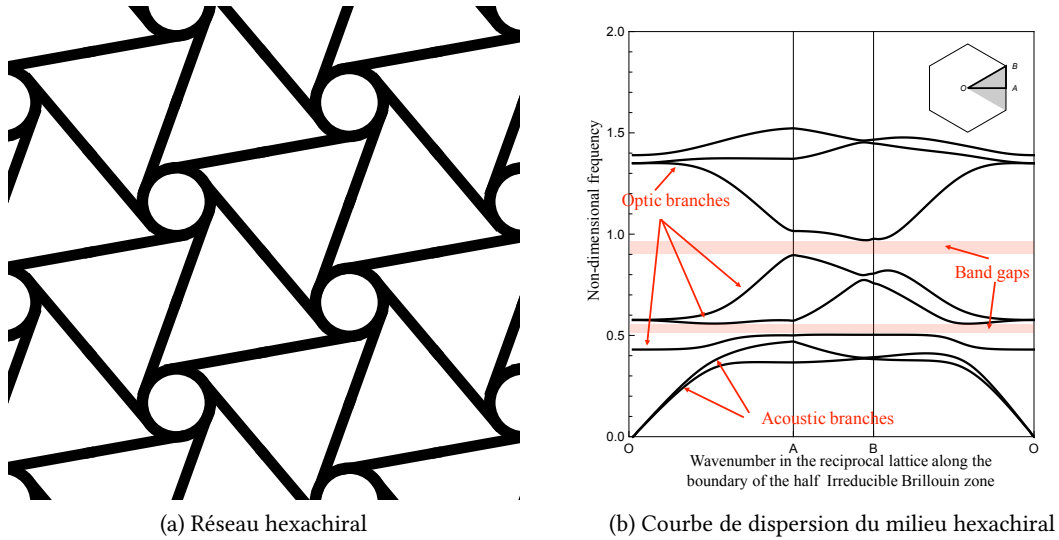 2.0
1.5
1.0
0.5
0.0
Non-dimensional frequency
O
A
B
Optic branches
Band gaps
Acoustic branches
O
A
B
O
Wavenumber in the reciprocal lattice along the
boundary of the half Irreducible Brillouin zone
(a) Réseau hexachiral
(b) Courbe de dispersion du milieu hexachiral